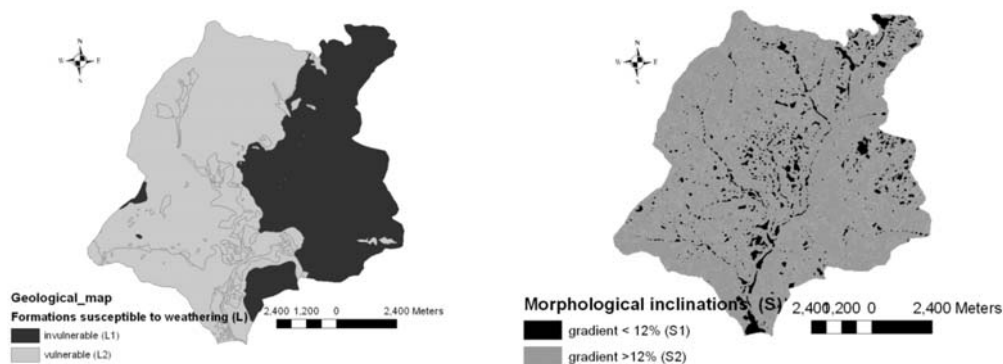 W E
S
Geological_map
Formations susceptible to weathering (L)
invulnerable (L1)
vulnerable (L2)
2,400 1,200 0 2,400 Meters
W E
S
Morphological inclinations (S)
gradient < 12% (S1)
gradient >12% (S2)
2,400 1,200 0 2,400 Meters